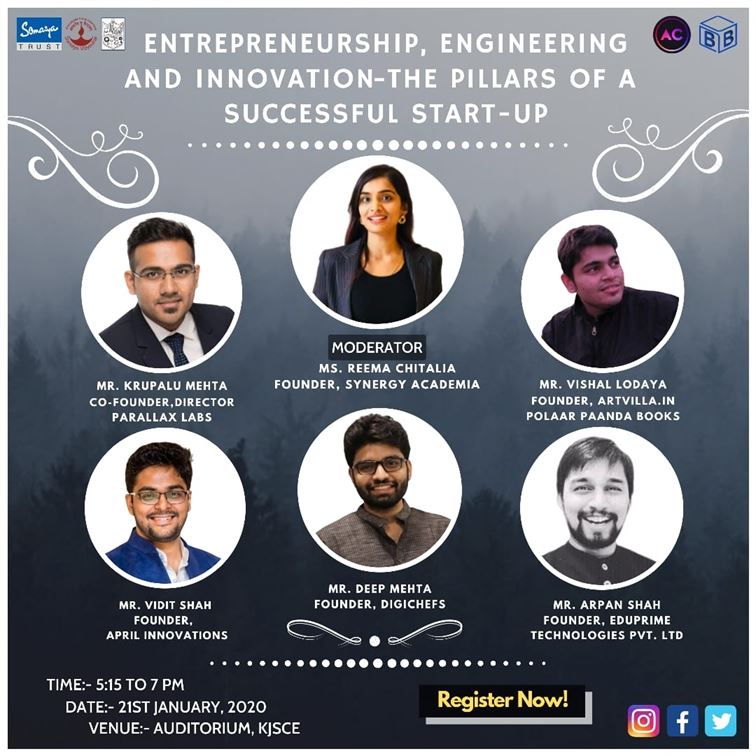 Somaiya
TRUST
AC
B B
ENTREPRENEURSHIP, ENGINEERING
AND INNOVATION-THE PILLARS OF A
SUCCESSFUL START-UP
MODERATOR
MS. REEMA CHITALIA
FOUNDER, SYNERGY ACADEMIA
MR. KRUPALU MEHTA
CO-FOUNDER,DIRECTOR
PARALLAX LABS
MR. VISHAL LODAYA
FOUNDER, ARTVILLA.IN
POLAAR PAANDA BOOKS
MR. VIDIT SHAH
FOUNDER,
APRIL INNOVATIONS
MR. DEEP MEHTA
FOUNDER, DIGICHEFS
MR. ARPAN SHAH
FOUNDER, EDUPRIME
TECHNOLOGIES PVT. LTD
TIME:- 5:15 TO 7 PM
DATE:- 21ST JANUARY, 2020
VENUE:- AUDITORIUM, KJSCE
Register Now!